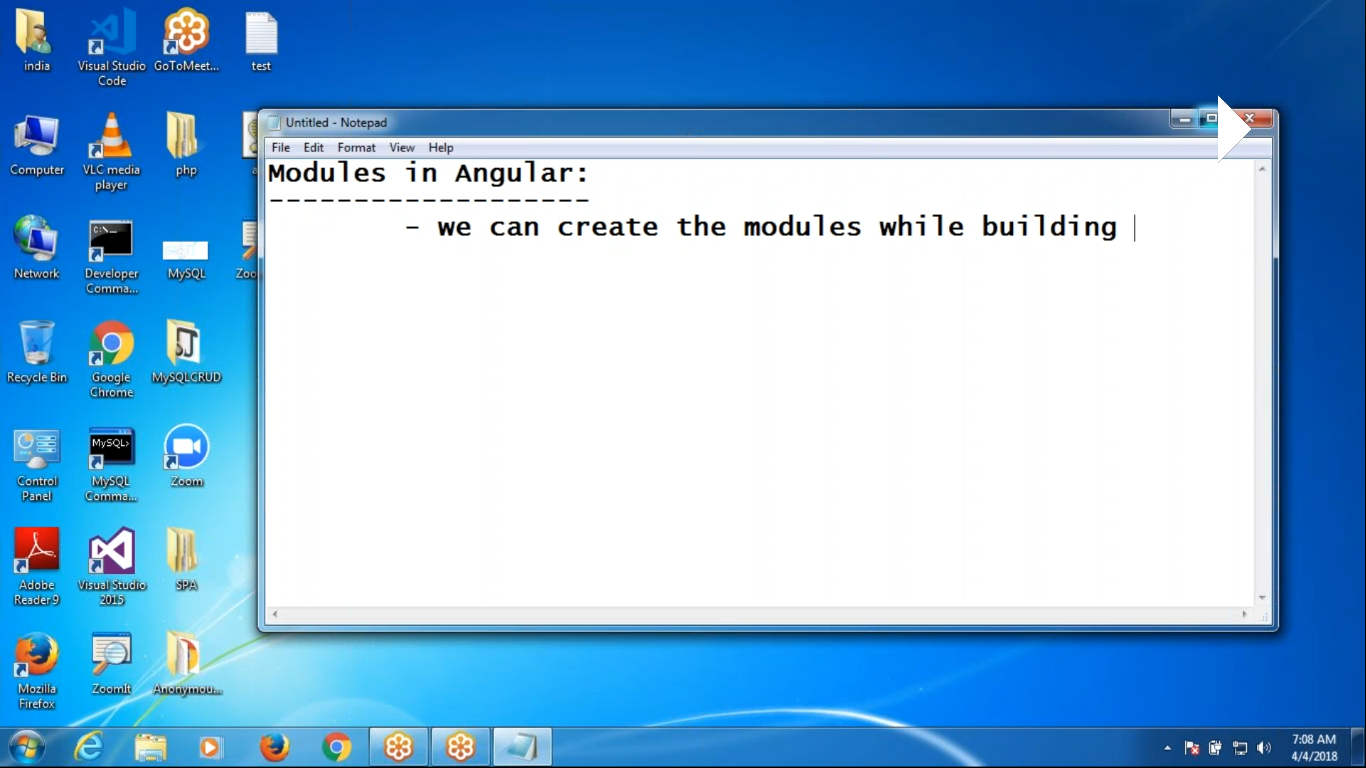 india
Visual Studio
Code
GoToMeet...
test
Computer
VLC media
player
php
Network
Developer
Comma...
MySQL
Zoo
Recycle Bin
Google
Chrome
MySQLCRUD
Control
Panel
MySQL>
MySQL
Comma...
Zoom
Adobe
Reader 9
Visual Studio
2015
SPA
Mozilla
Firefox
ZoomIt
Anonymou...
Untitled - Notepad
File Edit Format View Help
Modules in Angular:
-------------------
- we can create the modules while building
7:08 AM
4/4/2018